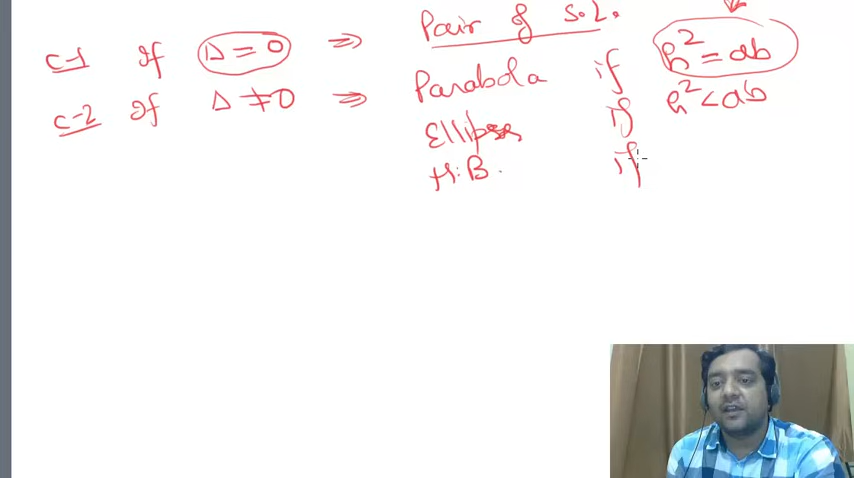 C-1 If Δ = 0 ⇒ Pair of S.L.
C-2 If Δ ≠ 0 ⇒ Parabola if h² = ab
Ellipse if h² < ab
H.B. if